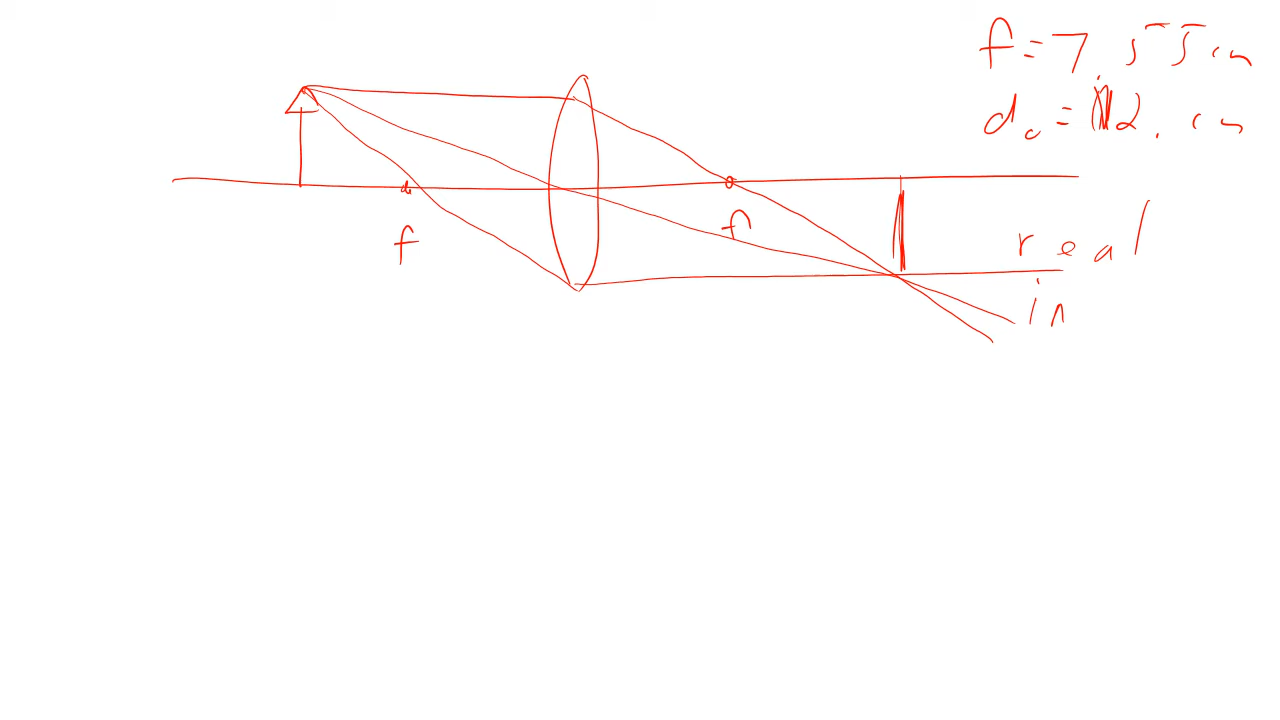 f = 7.55 cm
d₀ = 12. cm
f
f
real
in